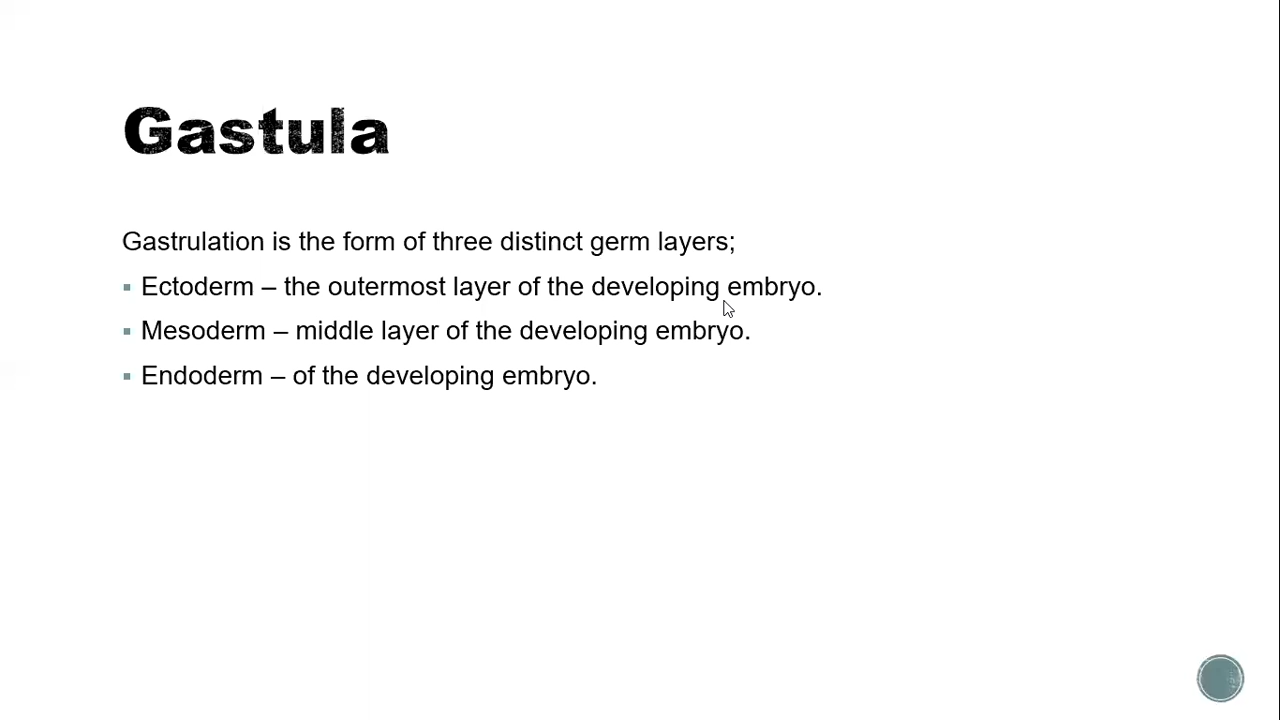 Gastula
Gastrulation is the form of three distinct germ layers;
▪ Ectoderm – the outermost layer of the developing embryo.
▪ Mesoderm – middle layer of the developing embryo.
▪ Endoderm – of the developing embryo.